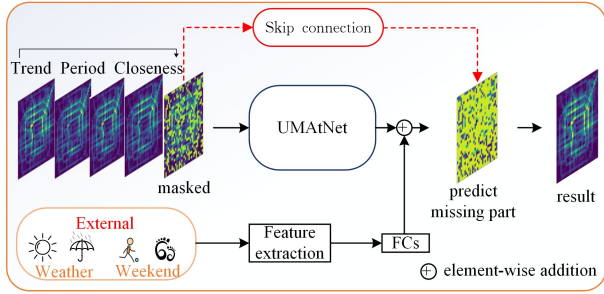 Skip connection
Trend Period Closeness
UMAtNet
masked
predict
missing part
result
External
Weather Weekend
Feature
extraction
FCs
element-wise addition